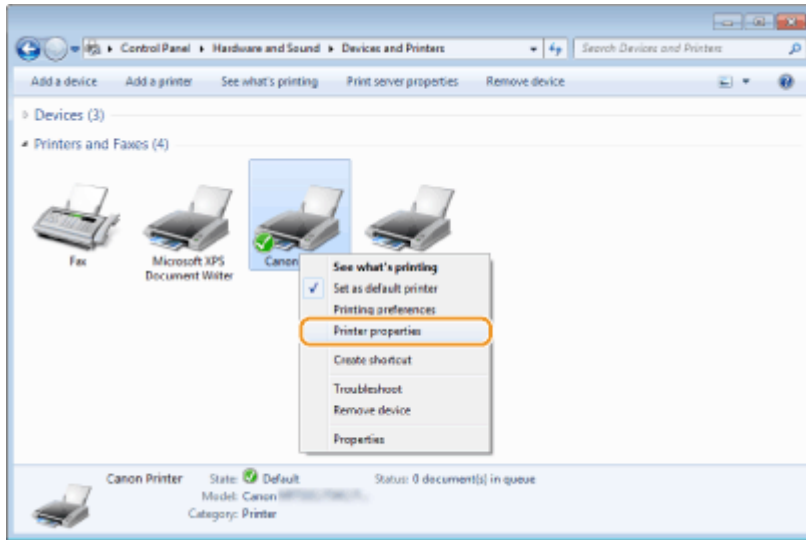 Control Panel ▸ Hardware and Sound ▸ Devices and Printers
Search Devices and Printers
Add a device Add a printer See what's printing Print server properties Remove device
Devices (3)
Printers and Faxes (4)
Fax
Microsoft XPS
Document Writer
Canon
See what's printing
Set as default printer
Printing preferences
Printer properties
Create shortcut
Troubleshoot
Remove device
Properties
Canon Printer State: Default Status: 0 document(s) in queue
Model: Canon
Category: Printer